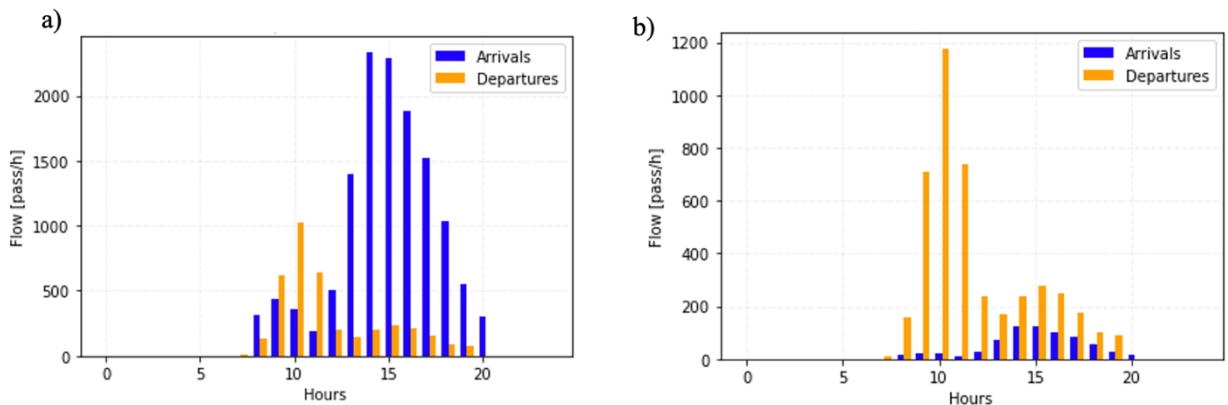 a)
Arrivals
Departures
2000
1500
1000
500
0
Flow [pass/h]
0 5 10 15 20
Hours
b)
Arrivals
Departures
1200
1000
800
600
400
200
0
Flow [pass/h]
0 5 10 15 20
Hours